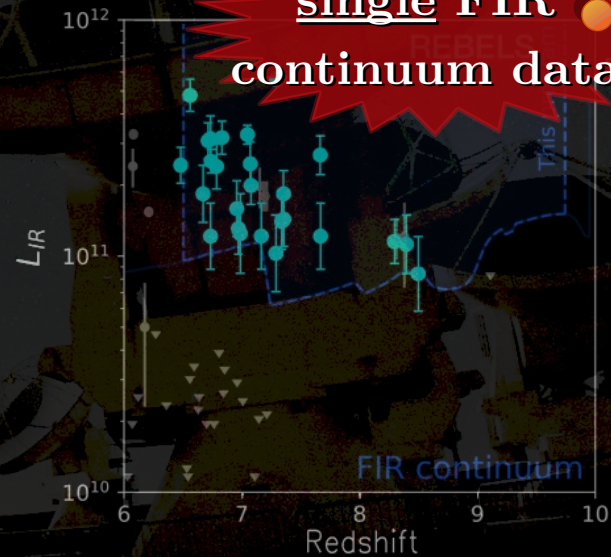 single FIR
continuum data
REBELS
This
10¹²
10¹¹
10¹⁰
L_IR
FIR continuum
6 7 8 9 10
Redshift